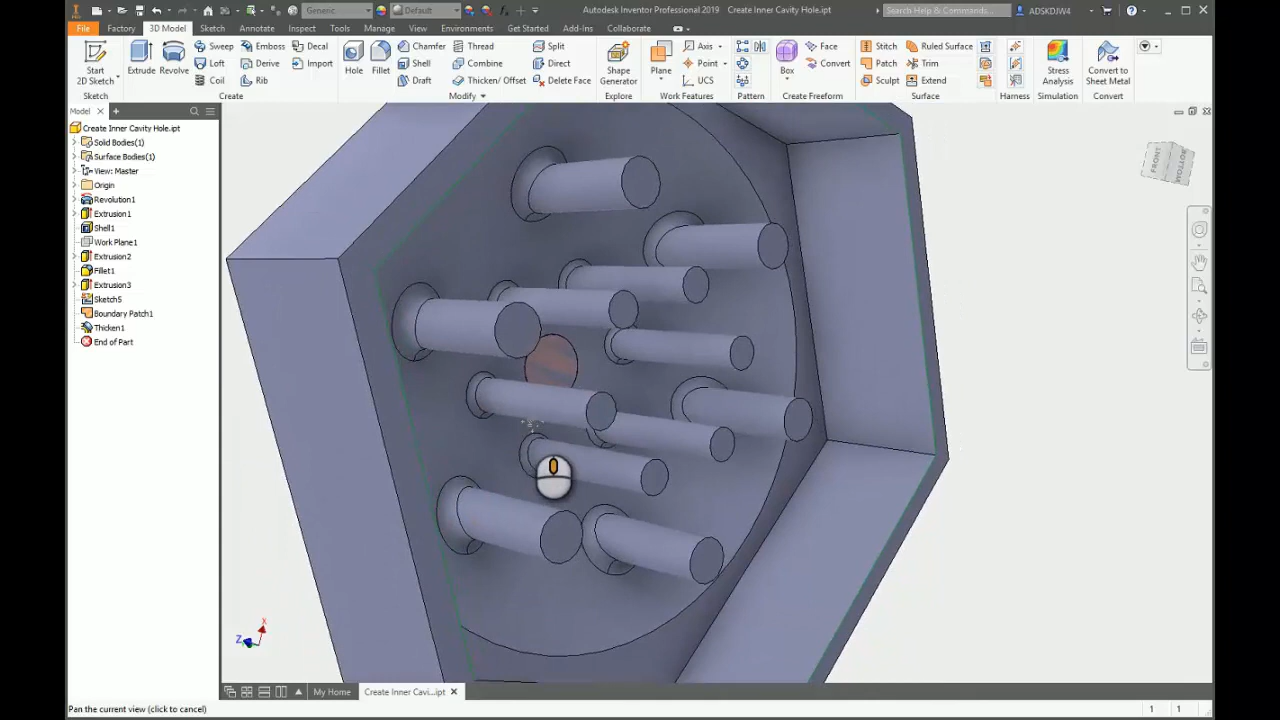 Generic
Default
Autodesk Inventor Professional 2019 Create Inner Cavity Hole.ipt
Search Help & Commands...
ADSKDJW4
File Factory 3D Model Sketch Annotate Inspect Tools Manage View Environments Get Started Add-Ins Collaborate
Start
2D Sketch
Sketch
Extrude Revolve
Sweep Emboss Decal
Loft Derive Import
Coil Rib
Create
Hole Fillet
Chamfer Thread Split
Shell Combine Direct
Draft Thicken/ Offset Delete Face
Modify
Shape
Generator
Explore
Plane
Axis
Point
UCS
Work Features
Pattern
Box
Face
Convert
Create Freeform
Stitch Ruled Surface
Patch Trim
Sculpt Extend
Surface
Harness
Stress
Analysis
Simulation
Convert to
Sheet Metal
Convert
Model
Create Inner Cavity Hole.ipt
Solid Bodies(1)
Surface Bodies(1)
View: Master
Origin
Revolution1
Extrusion1
Shell1
Work Plane1
Extrusion2
Fillet1
Extrusion3
Sketch5
Boundary Patch1
Thicken1
End of Part
FRONT
BOTTOM
X
Z
My Home Create Inner Cavi...ipt
Pan the current view (click to cancel)
1 1